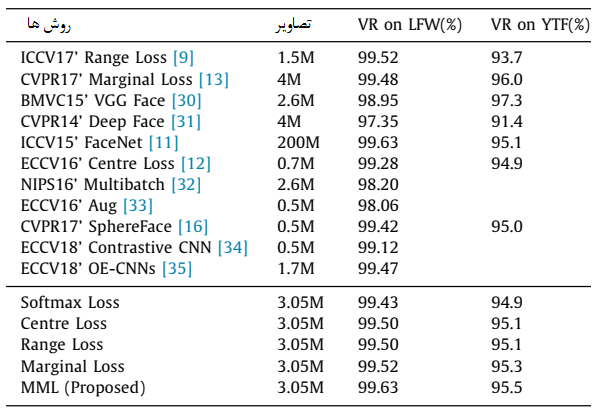 روش ها تصاویر VR on LFW(%) VR on YTF(%)
ICCV17' Range Loss [9] 1.5M 99.52 93.7
CVPR17' Marginal Loss [13] 4M 99.48 96.0
BMVC15' VGG Face [30] 2.6M 98.95 97.3
CVPR14' Deep Face [31] 4M 97.35 91.4
ICCV15' FaceNet [11] 200M 99.63 95.1
ECCV16' Centre Loss [12] 0.7M 99.28 94.9
NIPS16' Multibatch [32] 2.6M 98.20
ECCV16' Aug [33] 0.5M 98.06
CVPR17' SphereFace [16] 0.5M 99.42 95.0
ECCV18' Contrastive CNN [34] 0.5M 99.12
ECCV18' OE-CNNs [35] 1.7M 99.47
Softmax Loss 3.05M 99.43 94.9
Centre Loss 3.05M 99.50 95.1
Range Loss 3.05M 99.50 95.1
Marginal Loss 3.05M 99.52 95.3
MML (Proposed) 3.05M 99.63 95.5